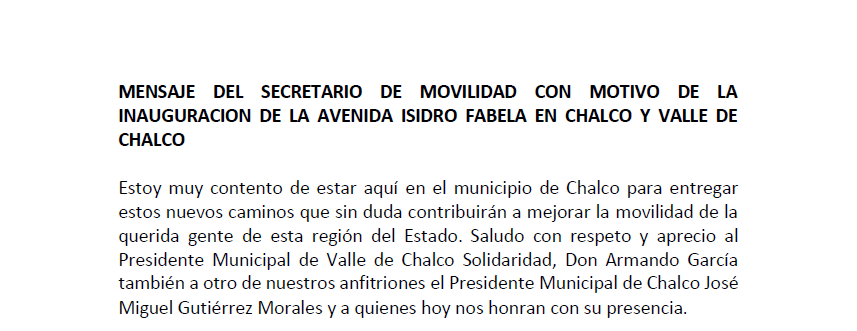 MENSAJE DEL SECRETARIO DE MOVILIDAD CON MOTIVO DE LA
INAUGURACION DE LA AVENIDA ISIDRO FABELA EN CHALCO Y VALLE DE
CHALCO
Estoy muy contento de estar aquí en el municipio de Chalco para entregar
estos nuevos caminos que sin duda contribuirán a mejorar la movilidad de la
querida gente de esta región del Estado. Saludo con respeto y aprecio al
Presidente Municipal de Valle de Chalco Solidaridad, Don Armando García
también a otro de nuestros anfitriones el Presidente Municipal de Chalco José
Miguel Gutiérrez Morales y a quienes hoy nos honran con su presencia.